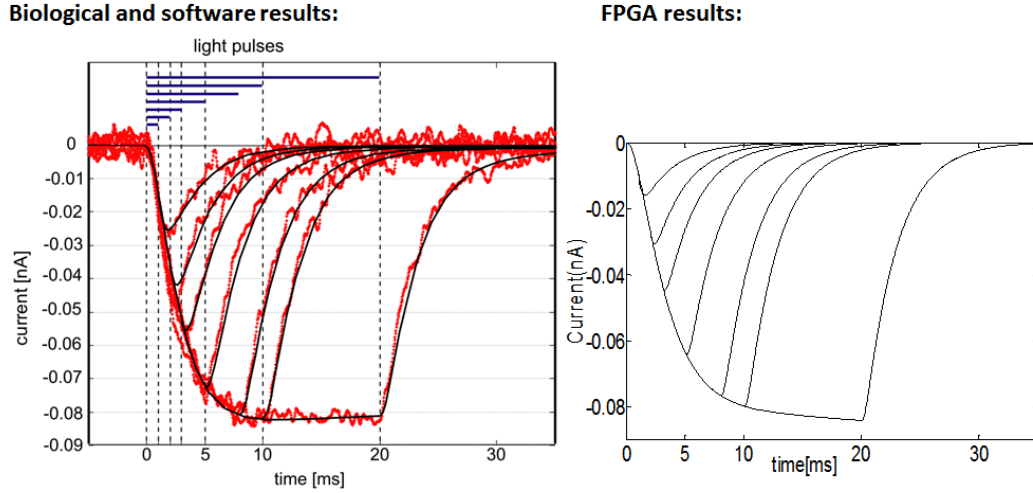 Biological and software results:
light pulses
0
-0.01
-0.02
-0.03
-0.04
-0.05
-0.06
-0.07
-0.08
-0.09
current [nA]
0 5 10 20 30
time [ms]
FPGA results:
0
-0.02
-0.04
-0.06
-0.08
Current(nA)
0 5 10 15 20 30
time[ms]